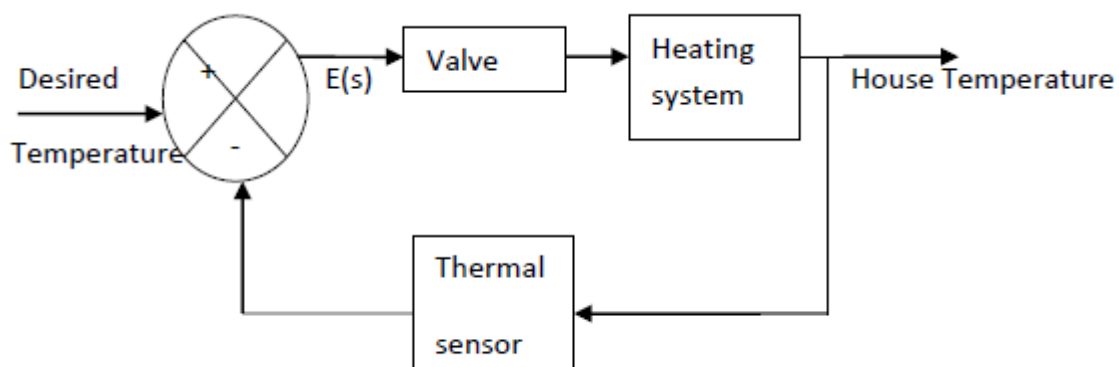 Desired
Temperature
+
-
E(s)
Valve
Heating
system
House Temperature
Thermal
sensor